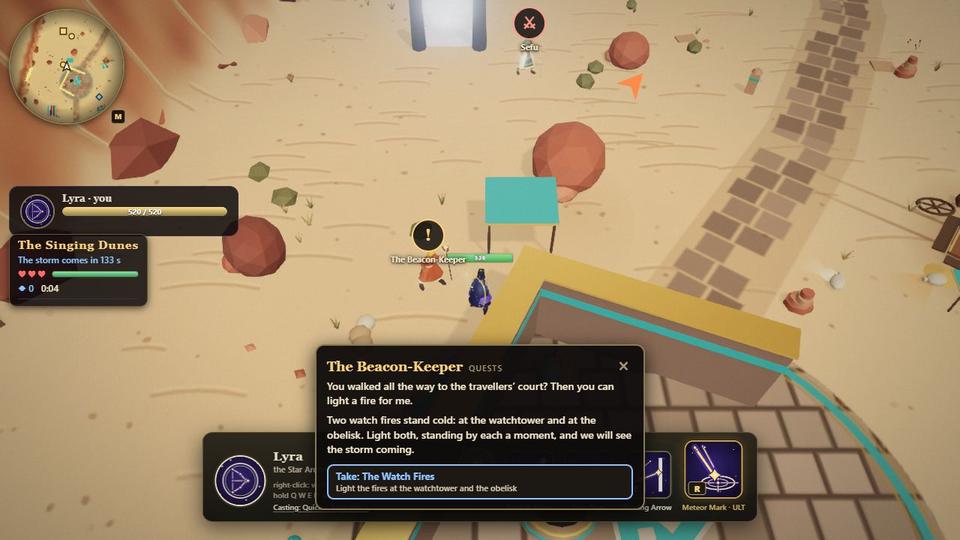 Sefu
M
Lyra · you
520 / 520
The Singing Dunes
The storm comes in 133 s
0 0:04
!
The Beacon-Keeper
520
The Beacon-Keeper QUESTS
You walked all the way to the travellers' court? Then you can
light a fire for me.
Two watch fires stand cold: at the watchtower and at the
obelisk. Light both, standing by each a moment, and we will see
the storm coming.
Take: The Watch Fires
Light the fires at the watchtower and the obelisk
Lyra
the Star Ar
right-click: w
hold Q W E
Casting: Quic
ng Arrow
R
Meteor Mark · ULT